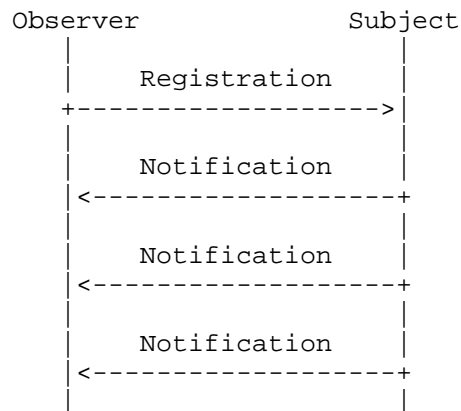 Observer Subject
Registration
Notification
Notification
Notification